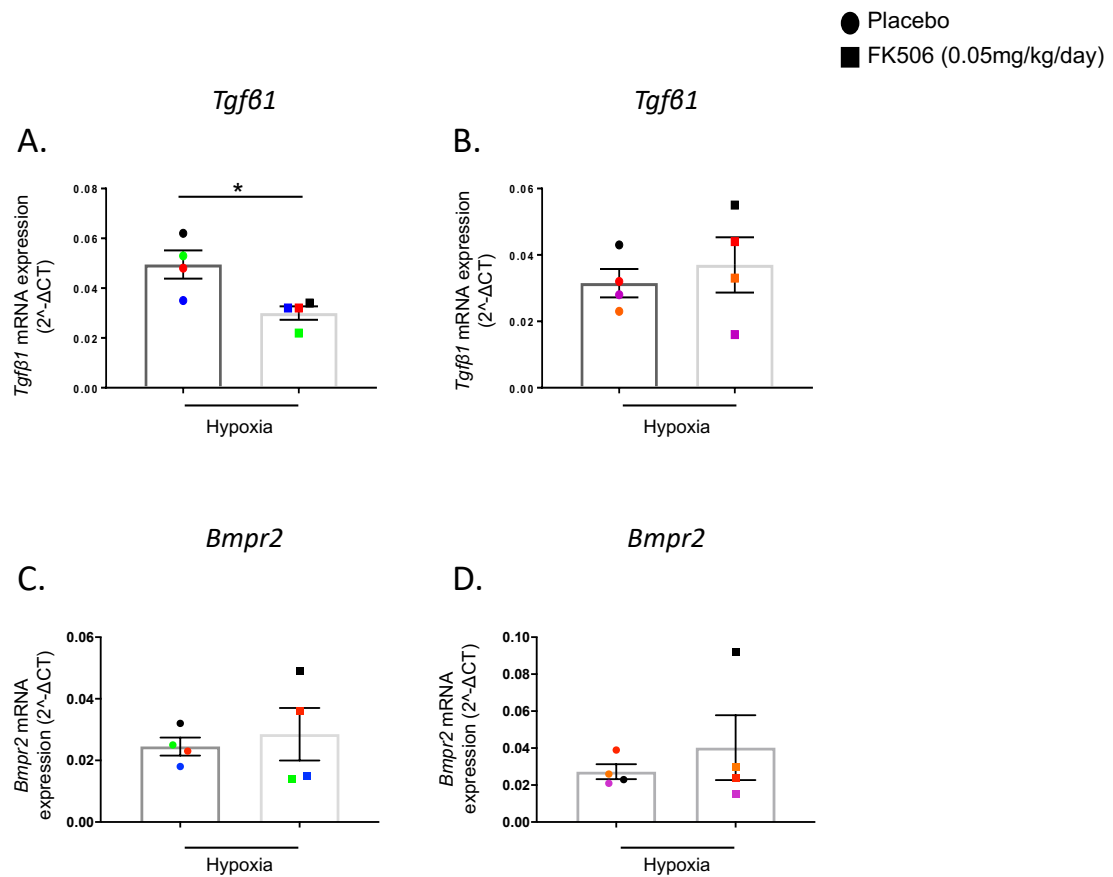 Placebo
FK506 (0.05mg/kg/day)
Tgfβ1
A.
Tgfβ1 mRNA expression
(2^-ΔCT)
0.08
0.06
0.04
0.02
0.00
*
Hypoxia
Tgfβ1
B.
Tgfβ1 mRNA expression
(2^-ΔCT)
0.06
0.04
0.02
0.00
Hypoxia
Bmpr2
C.
Bmpr2 mRNA
expression (2^-ΔCT)
0.06
0.04
0.02
0.00
Hypoxia
Bmpr2
D.
Bmpr2 mRNA
expression (2^-ΔCT)
0.10
0.08
0.06
0.04
0.02
0.00
Hypoxia